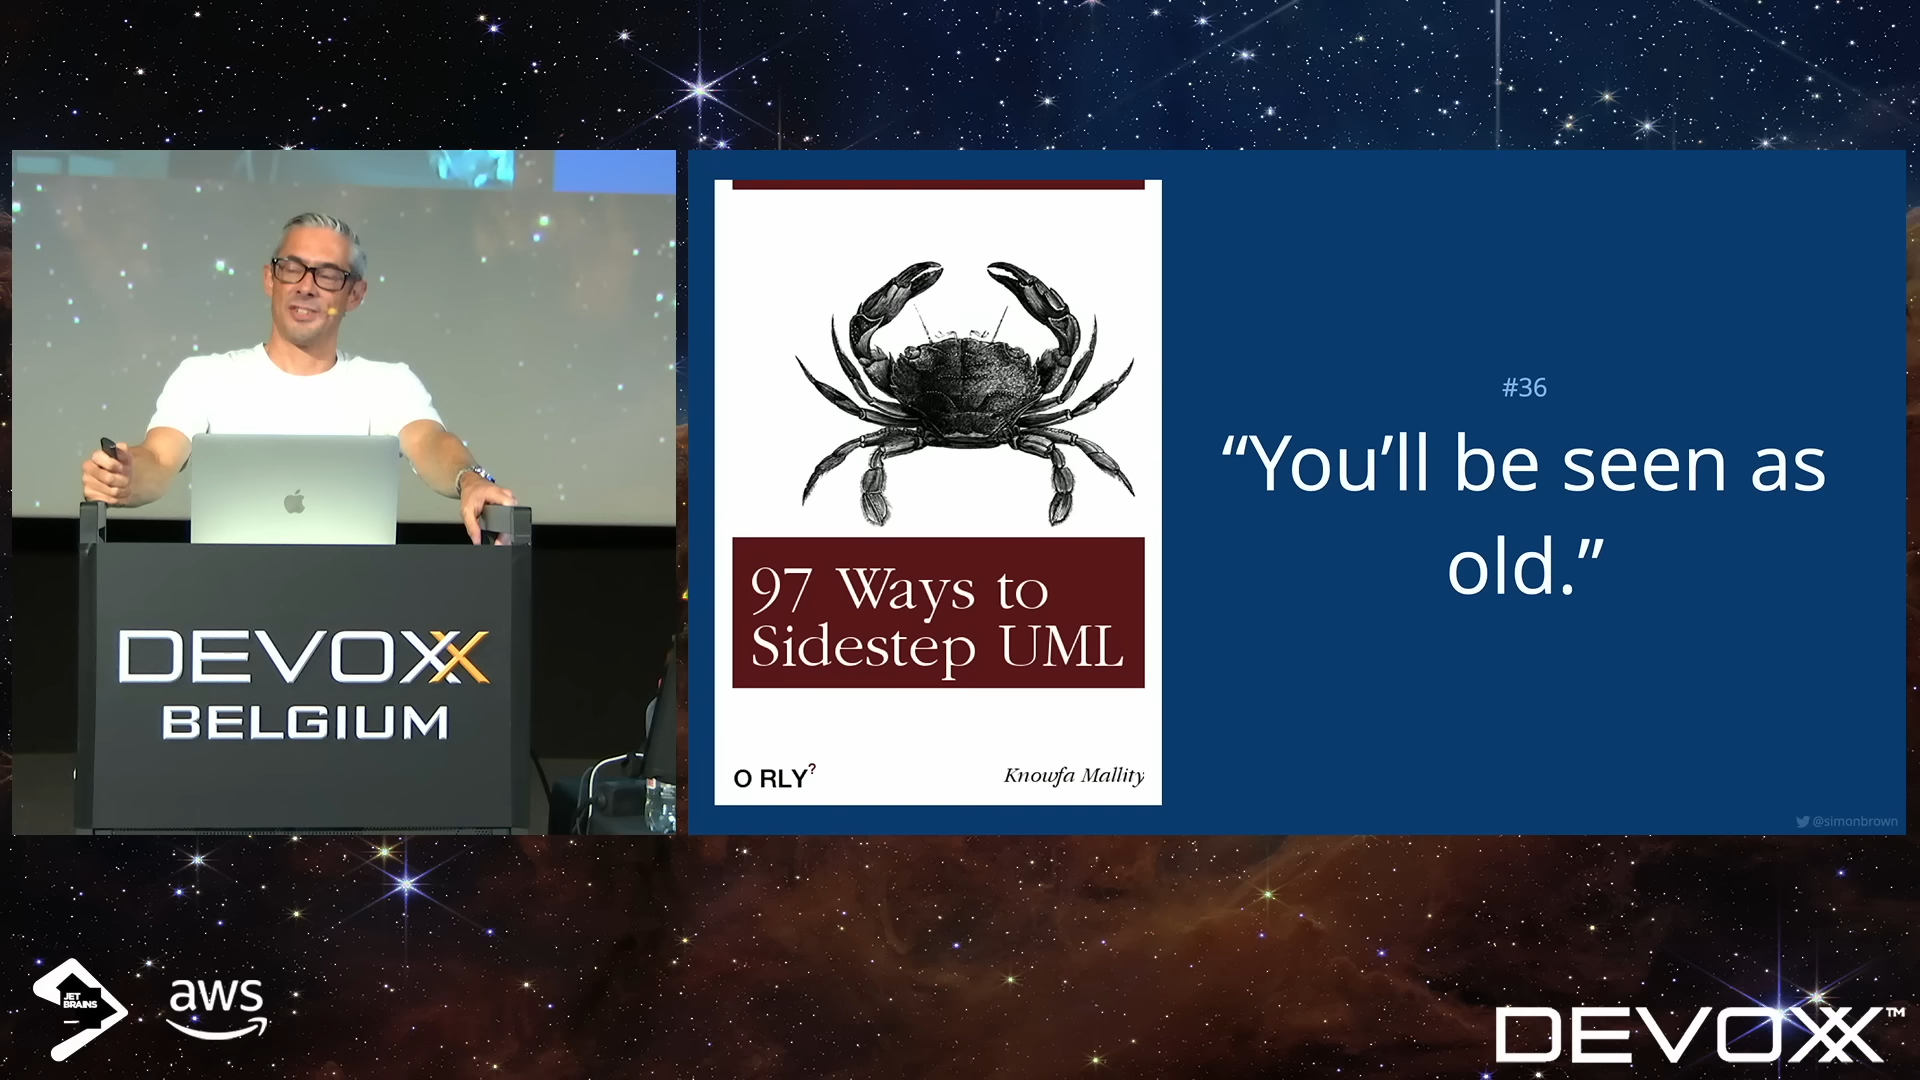 97 Ways to
Sidestep UML
O RLY?
Knowfa Mallity
#36
“You’ll be seen as
old.”
@simonbrown
DEVOXX
BELGIUM
JET
BRAINS
aws
DEVOXX™